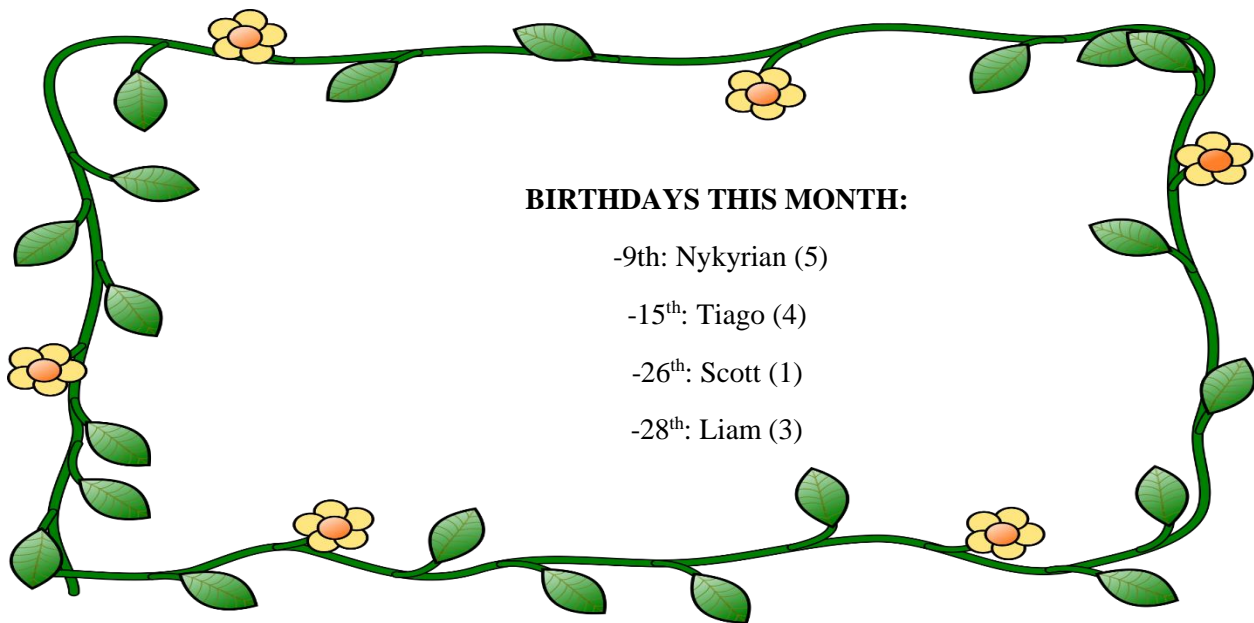 BIRTHDAYS THIS MONTH:
-9th: Nykyrian (5)
-15th: Tiago (4)
-26th: Scott (1)
-28th: Liam (3)